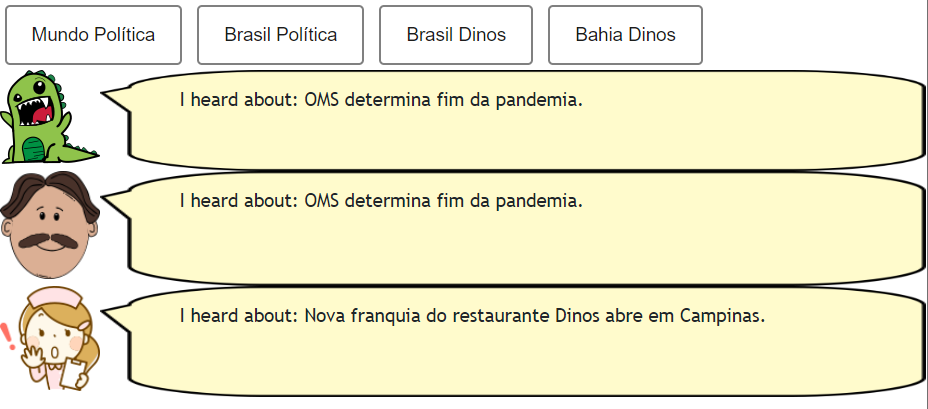 Mundo Política
Brasil Política
Brasil Dinos
Bahia Dinos
I heard about: OMS determina fim da pandemia.
I heard about: OMS determina fim da pandemia.
I heard about: Nova franquia do restaurante Dinos abre em Campinas.